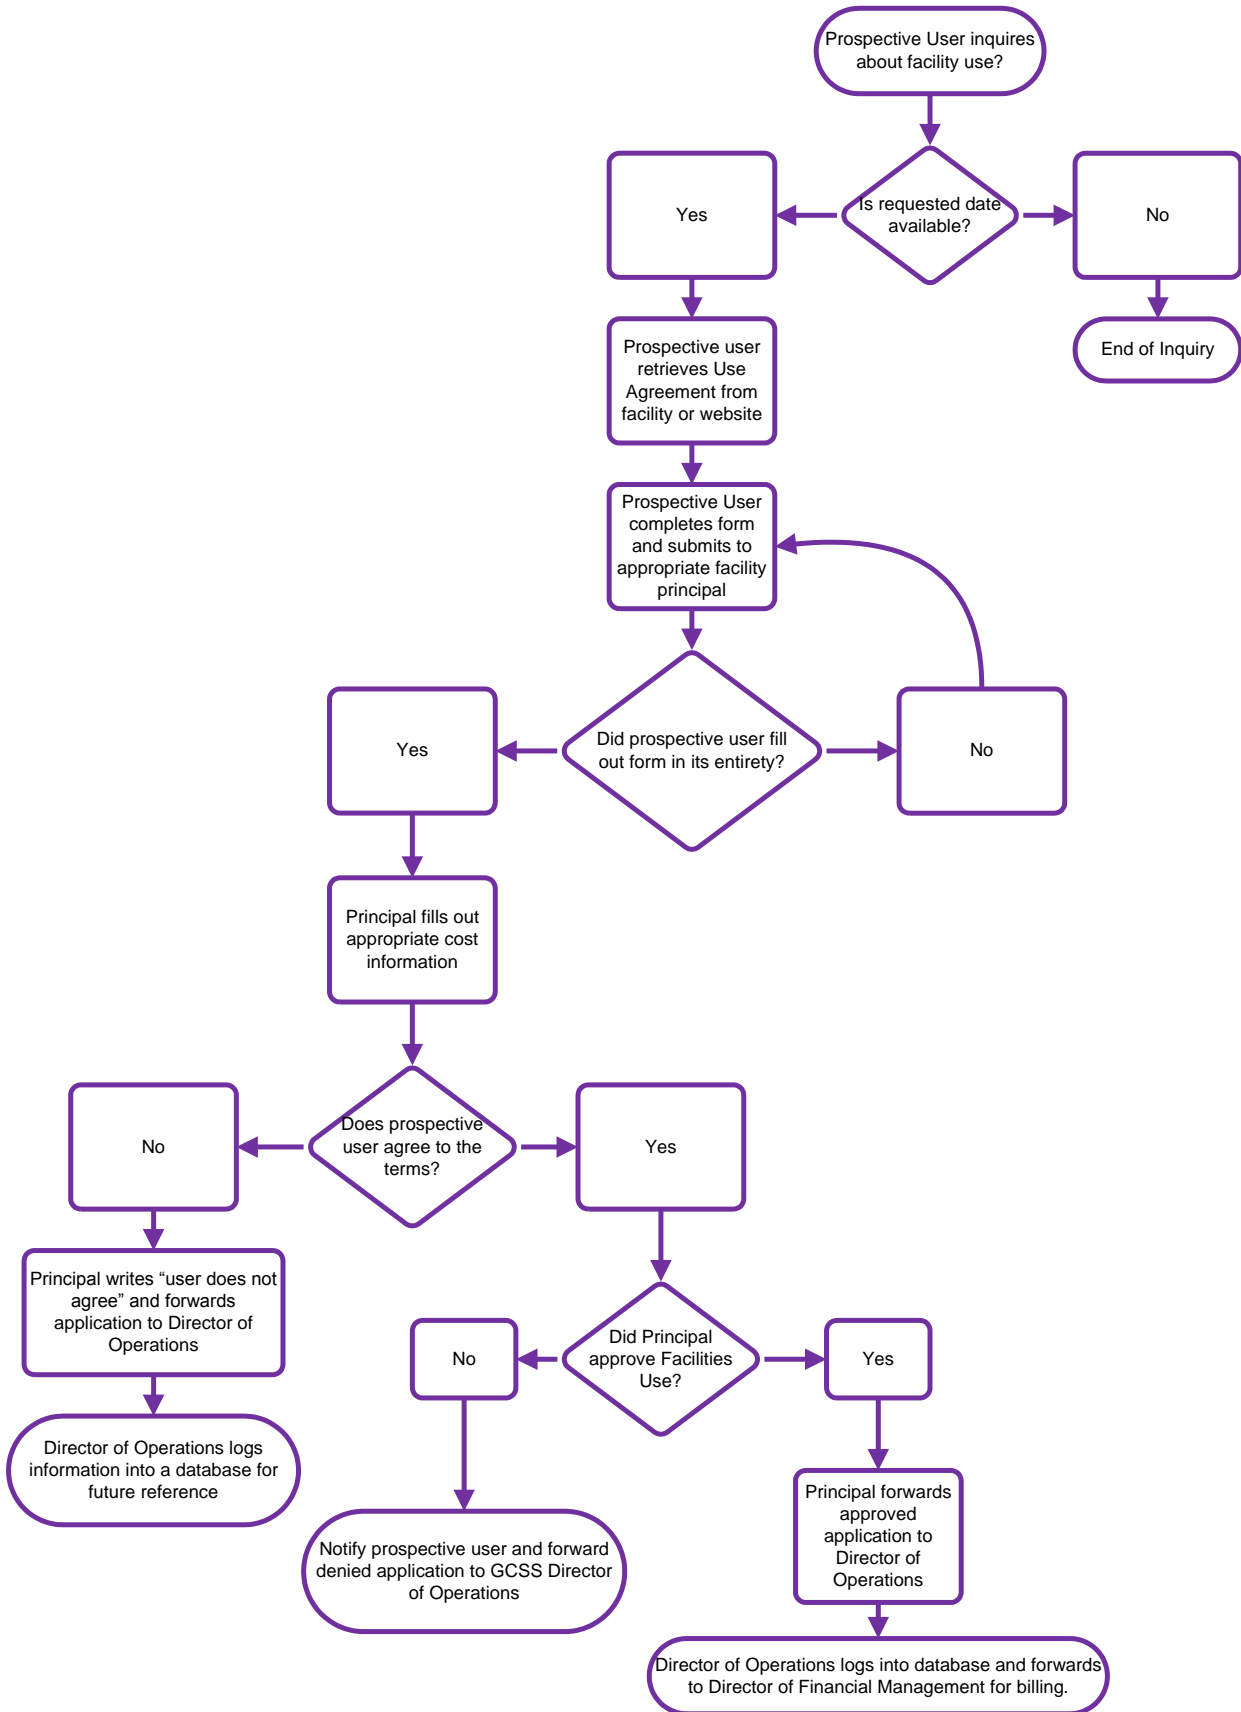 Prospective User inquires
about facility use?
Yes
Is requested date
available?
No
Prospective user
retrieves Use
Agreement from
facility or website
End of Inquiry
Prospective User
completes form
and submits to
appropriate facility
principal
Yes
Did prospective user fill
out form in its entirety?
No
Principal fills out
appropriate cost
information
No
Does prospective
user agree to the
terms?
Yes
Principal writes “user does not
agree” and forwards
application to Director of
Operations
No
Did Principal
approve Facilities
Use?
Yes
Director of Operations logs
information into a database for
future reference
Notify prospective user and forward
denied application to GCSS Director
of Operations
Principal forwards
approved
application to
Director of
Operations
Director of Operations logs into database and forwards
to Director of Financial Management for billing.